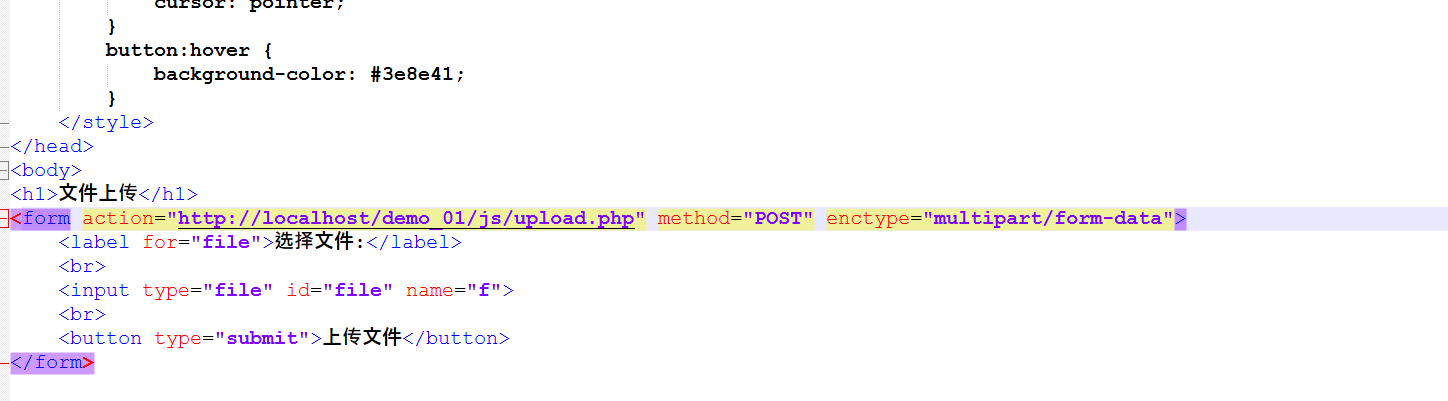 cursor: pointer;
}
button:hover {
background-color: #3e8e41;
}
</style>
</head>
<body>
<h1>文件上传</h1>
<form action="http://localhost/demo_01/js/upload.php" method="POST" enctype="multipart/form-data">
<label for="file">选择文件:</label>
<br>
<input type="file" id="file" name="f">
<br>
<button type="submit">上传文件</button>
</form>